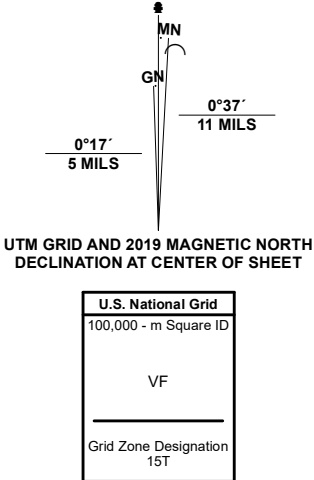 MN
GN
0°37´
11 MILS
0°17´
5 MILS
UTM GRID AND 2019 MAGNETIC NORTH
DECLINATION AT CENTER OF SHEET
U.S. National Grid
100,000 - m Square ID
VF
Grid Zone Designation
15T